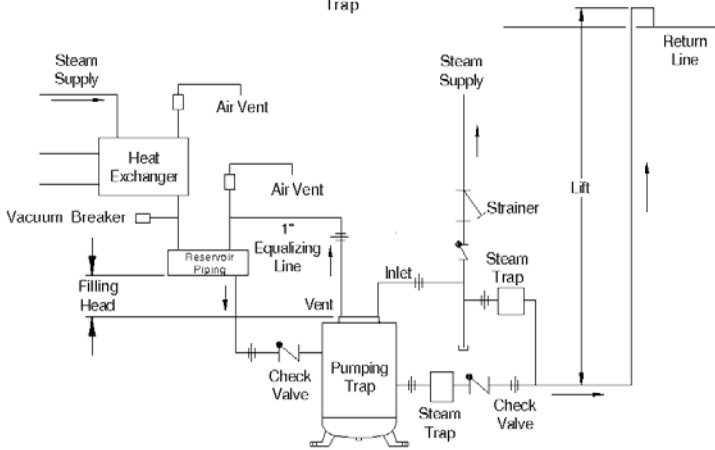 Trap
Steam
Supply
Air Vent
Heat
Exchanger
Vacuum Breaker
Air Vent
1"
Equalizing
Line
Reservoir
Piping
Filling
Head
Vent
Check
Valve
Pumping
Trap
Inlet
Steam
Supply
Strainer
Steam
Trap
Steam
Trap
Check
Valve
Lift
Return
Line